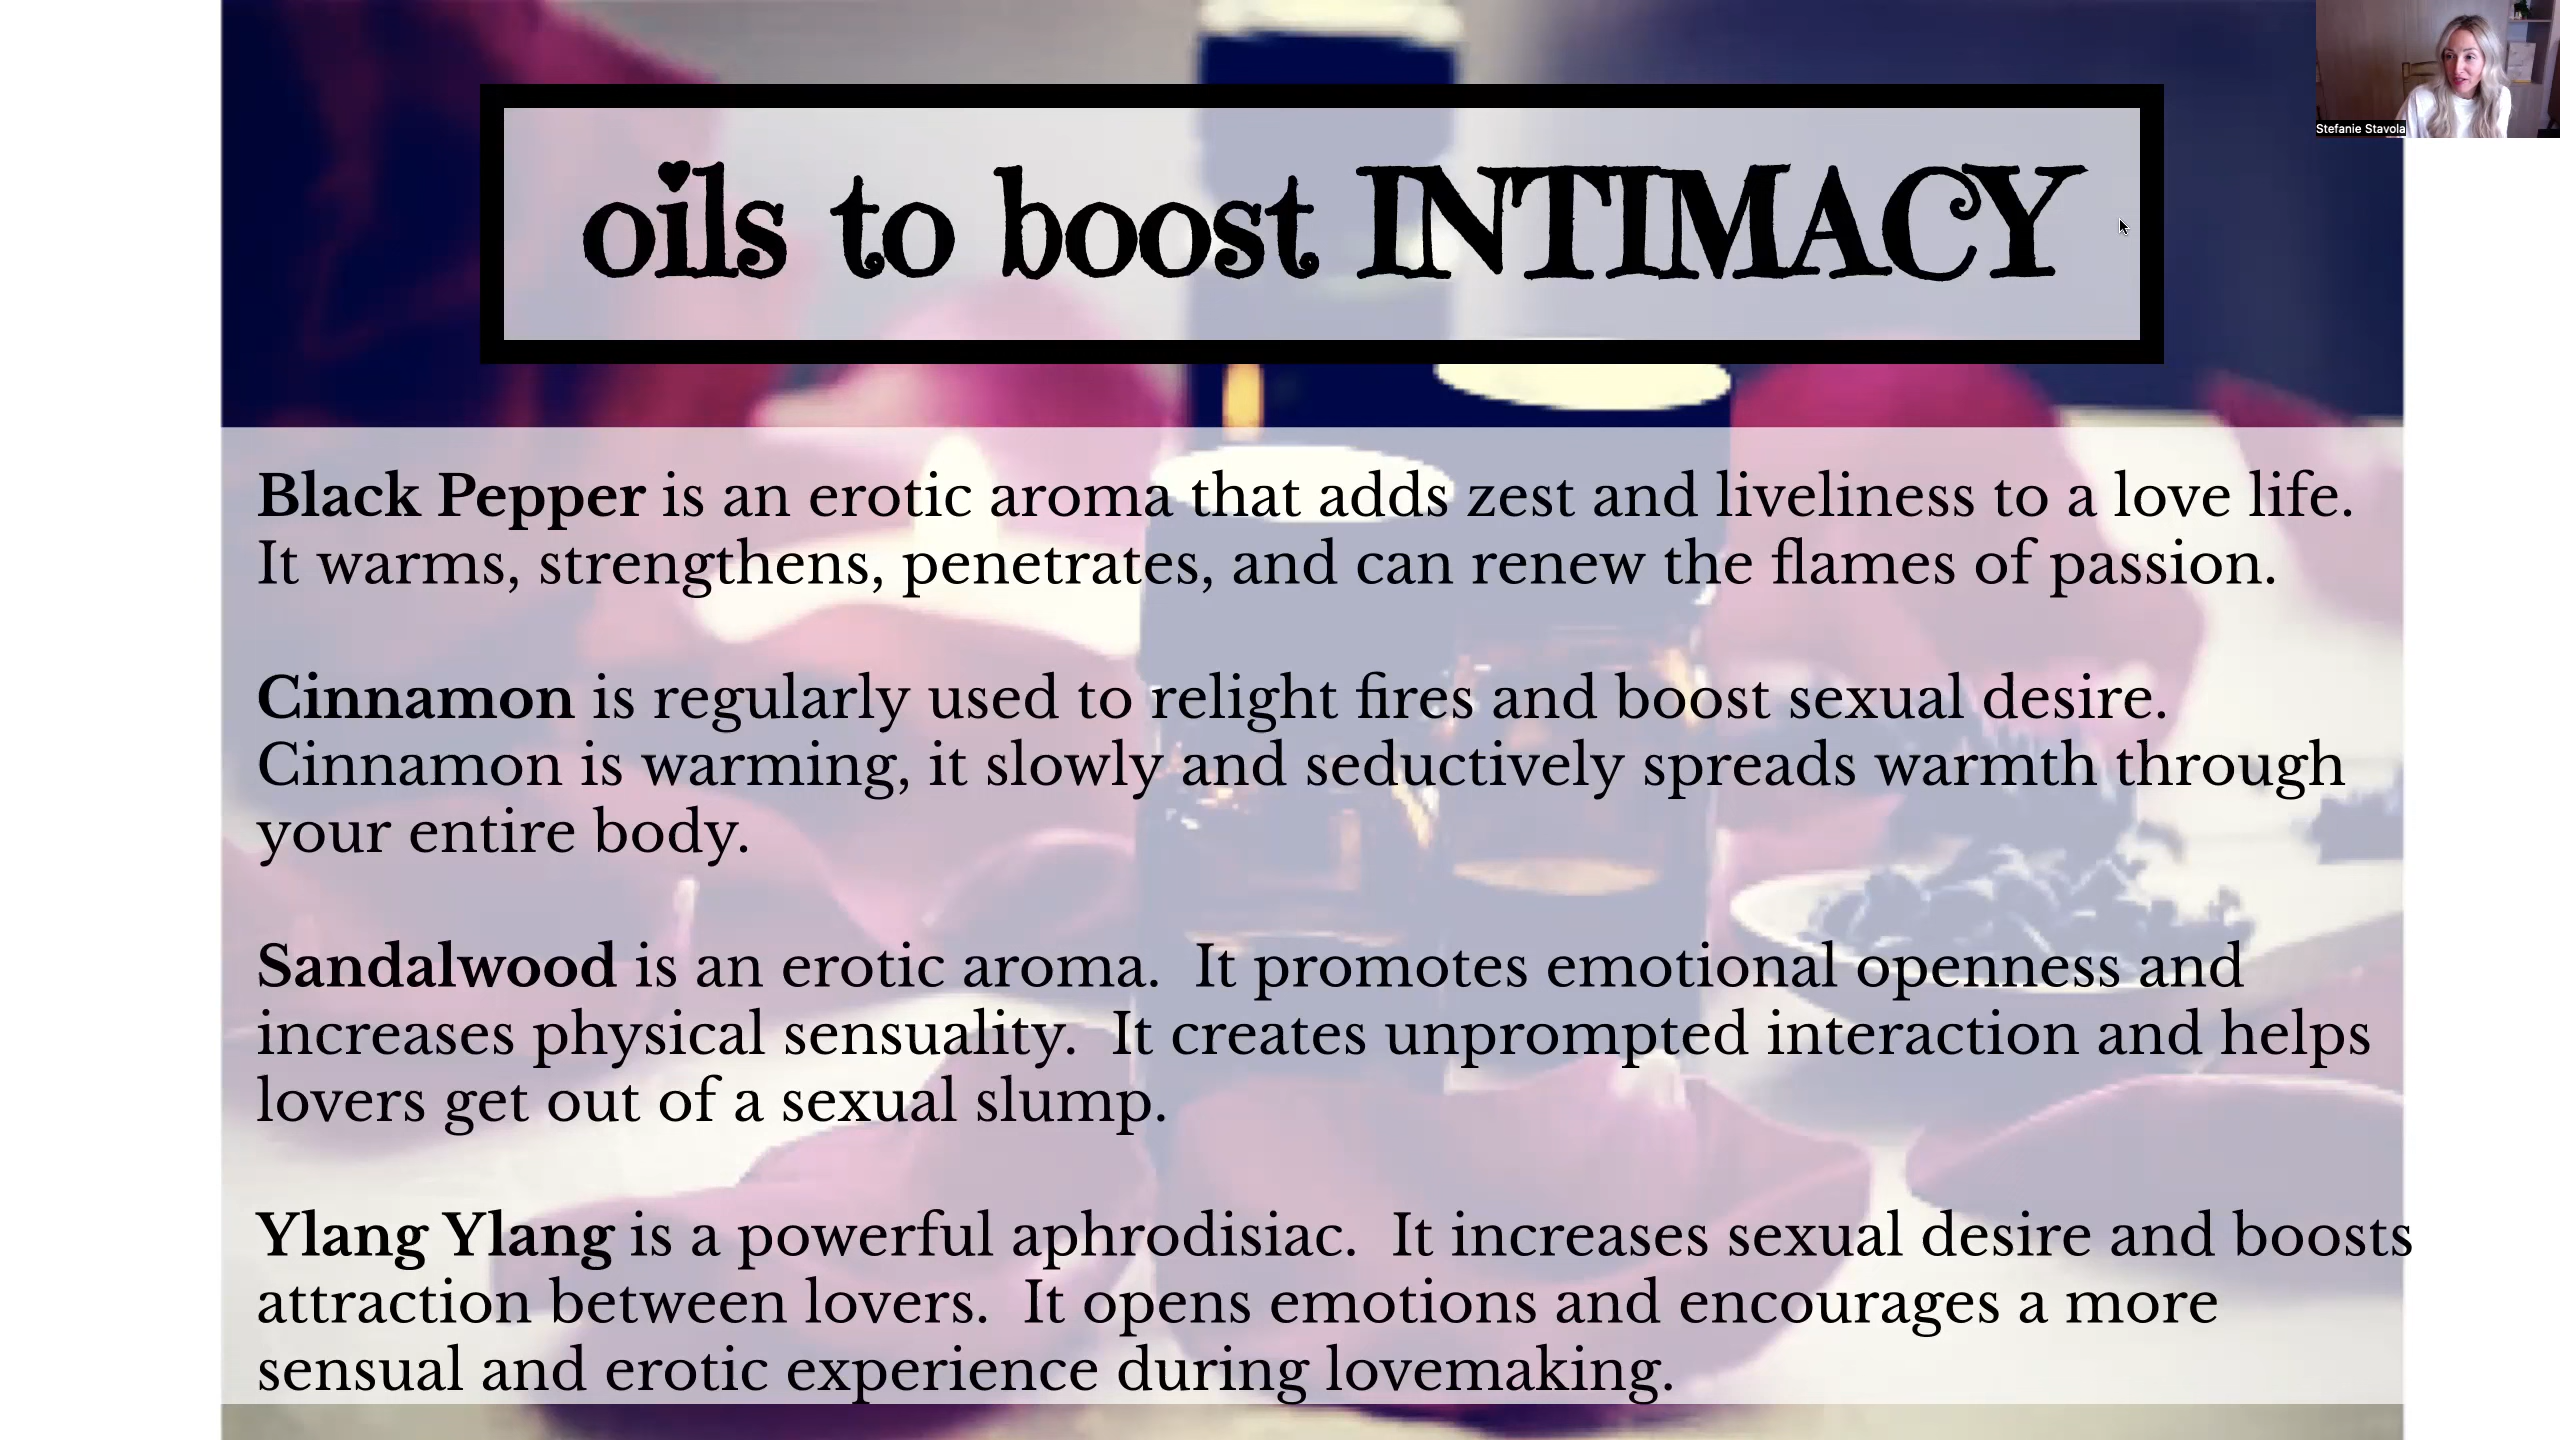 oils to boost INTIMACY
Stefanie Stavola
Black Pepper is an erotic aroma that adds zest and liveliness to a love life.
It warms, strengthens, penetrates, and can renew the flames of passion.
Cinnamon is regularly used to relight fires and boost sexual desire.
Cinnamon is warming, it slowly and seductively spreads warmth through
your entire body.
Sandalwood is an erotic aroma.  It promotes emotional openness and
increases physical sensuality.  It creates unprompted interaction and helps
lovers get out of a sexual slump.
Ylang Ylang is a powerful aphrodisiac.  It increases sexual desire and boosts
attraction between lovers.  It opens emotions and encourages a more
sensual and erotic experience during lovemaking.